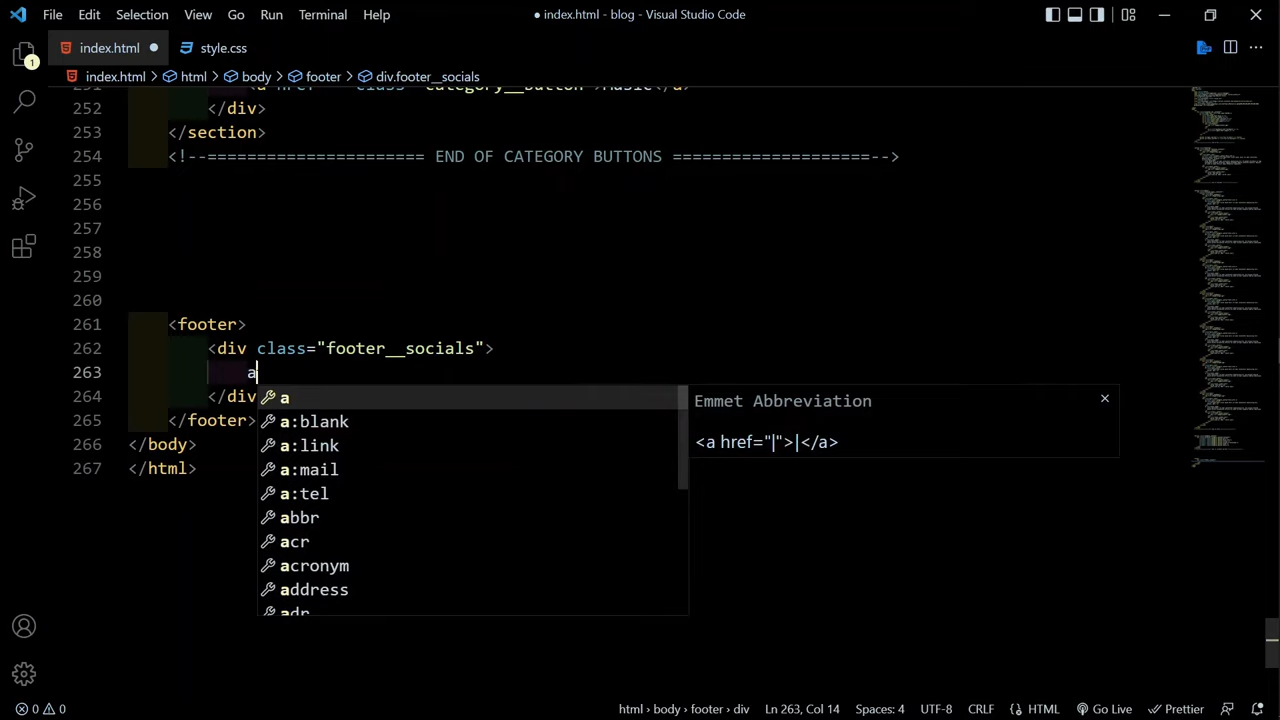 File Edit Selection View Go Run Terminal Help ● index.html - blog - Visual Studio Code
index.html ● style.css
index.html > html > body > footer > div.footer__socials
1
252 </div>
253 </section>
254 <!--====================== END OF CATEGORY BUTTONS ====================-->
255
256
257
258
259
260
261 <footer>
262 <div class="footer__socials">
263 a
264 </div
265 </footer>
266 </body>
267 </html>
a
a:blank
a:link
a:mail
a:tel
abbr
acr
acronym
address
adr
Emmet Abbreviation
<a href="|">|</a>
0 0 html > body > footer > div Ln 263, Col 14 Spaces: 4 UTF-8 CRLF HTML Go Live Prettier